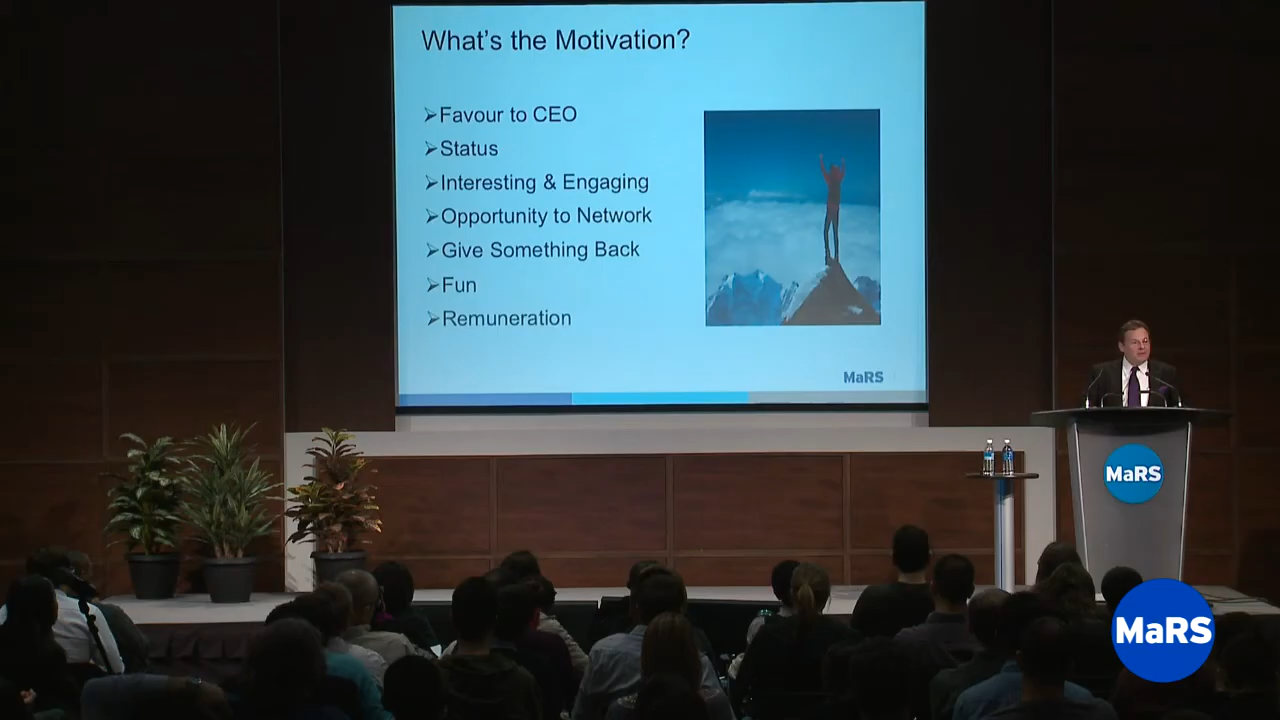 What's the Motivation?
➢Favour to CEO
➢Status
➢Interesting & Engaging
➢Opportunity to Network
➢Give Something Back
➢Fun
➢Remuneration
MaRS
MaRS
MaRS